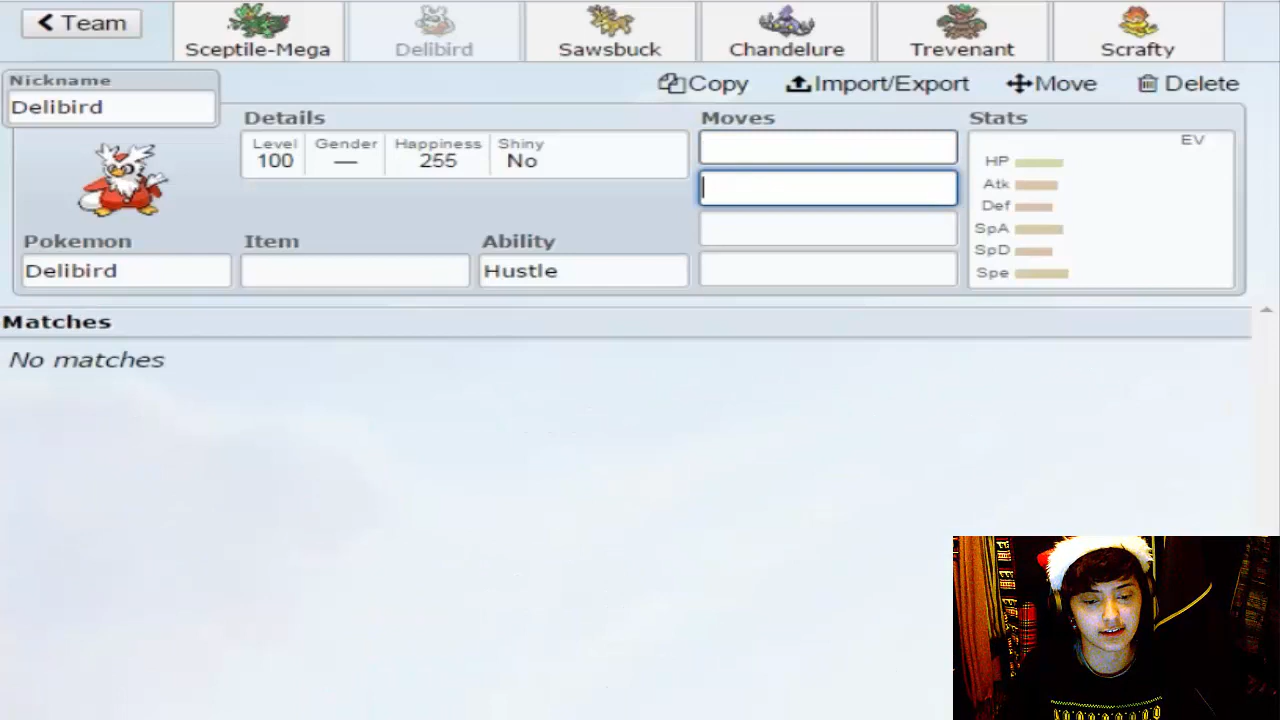 Team
Sceptile-Mega
Delibird
Sawsbuck
Chandelure
Trevenant
Scrafty
Nickname
Delibird
Copy
Import/Export
Move
Delete
Details
Level
100
Gender
—
Happiness
255
Shiny
No
Moves
Stats
EV
HP
Atk
Def
SpA
SpD
Spe
Pokemon
Delibird
Item
Ability
Hustle
Matches
No matches